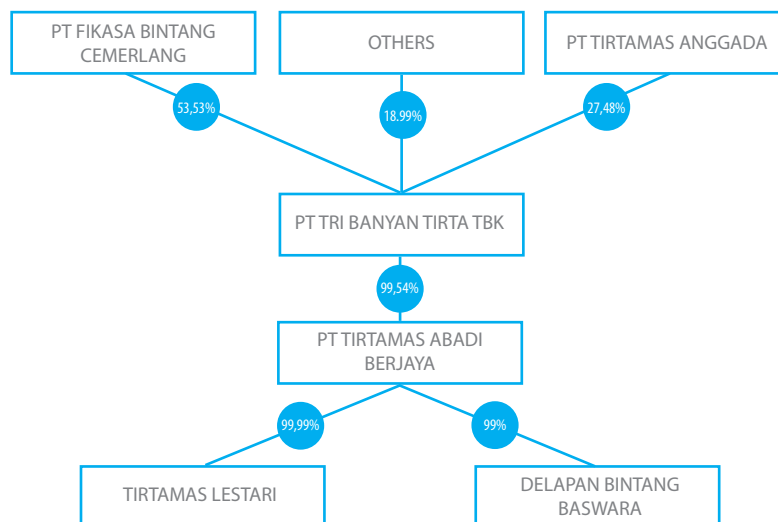 PT FIKASA BINTANG
CEMERLANG
OTHERS
PT TIRTAMAS ANGGADA
53,53%
18.99%
27,48%
PT TRI BANYAN TIRTA TBK
99,54%
PT TIRTAMAS ABADI
BERJAYA
99,99%
99%
TIRTAMAS LESTARI
DELAPAN BINTANG
BASWARA